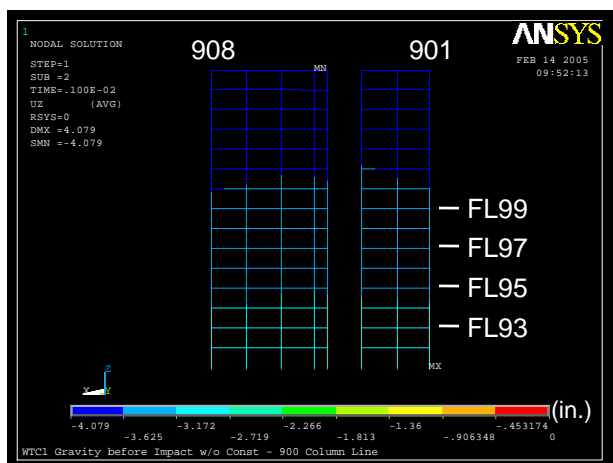 1
NODAL SOLUTION
STEP=1
SUB =2
TIME=.100E-02
UZ (AVG)
RSYS=0
DMX =4.079
SMN =-4.079
908
901
ANSYS
FEB 14 2005
09:52:13
MN
FL99
FL97
FL95
FL93
MX
Z
X Y
(in.)
-4.079 -3.172 -2.266 -1.36 -.453174
-3.625 -2.719 -1.813 -.906348 0
WTC1 Gravity before Impact w/o Const - 900 Column Line